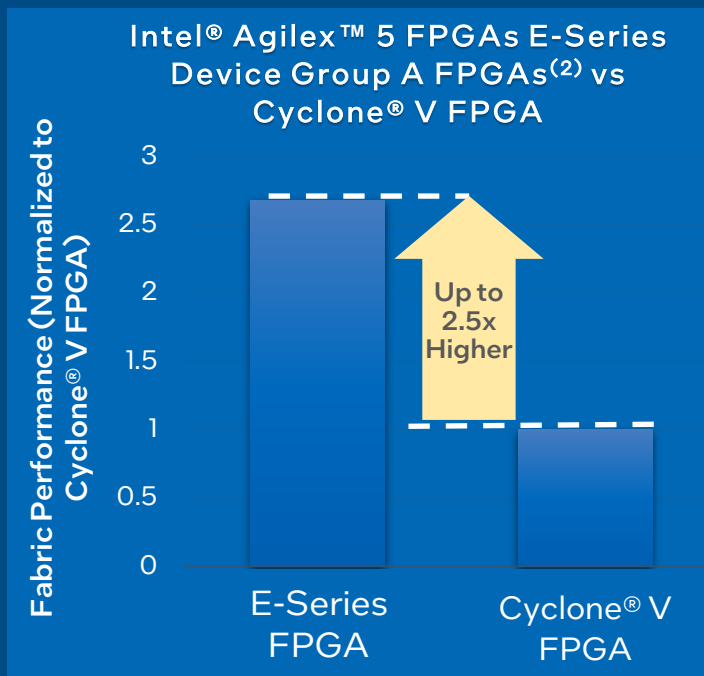 Intel® Agilex™ 5 FPGAs E-Series
Device Group A FPGAs(2) vs
Cyclone® V FPGA
Fabric Performance (Normalized to
Cyclone® V FPGA)
3
2.5
2
1.5
1
0.5
0
Up to
2.5x
Higher
E-Series
FPGA
Cyclone® V
FPGA